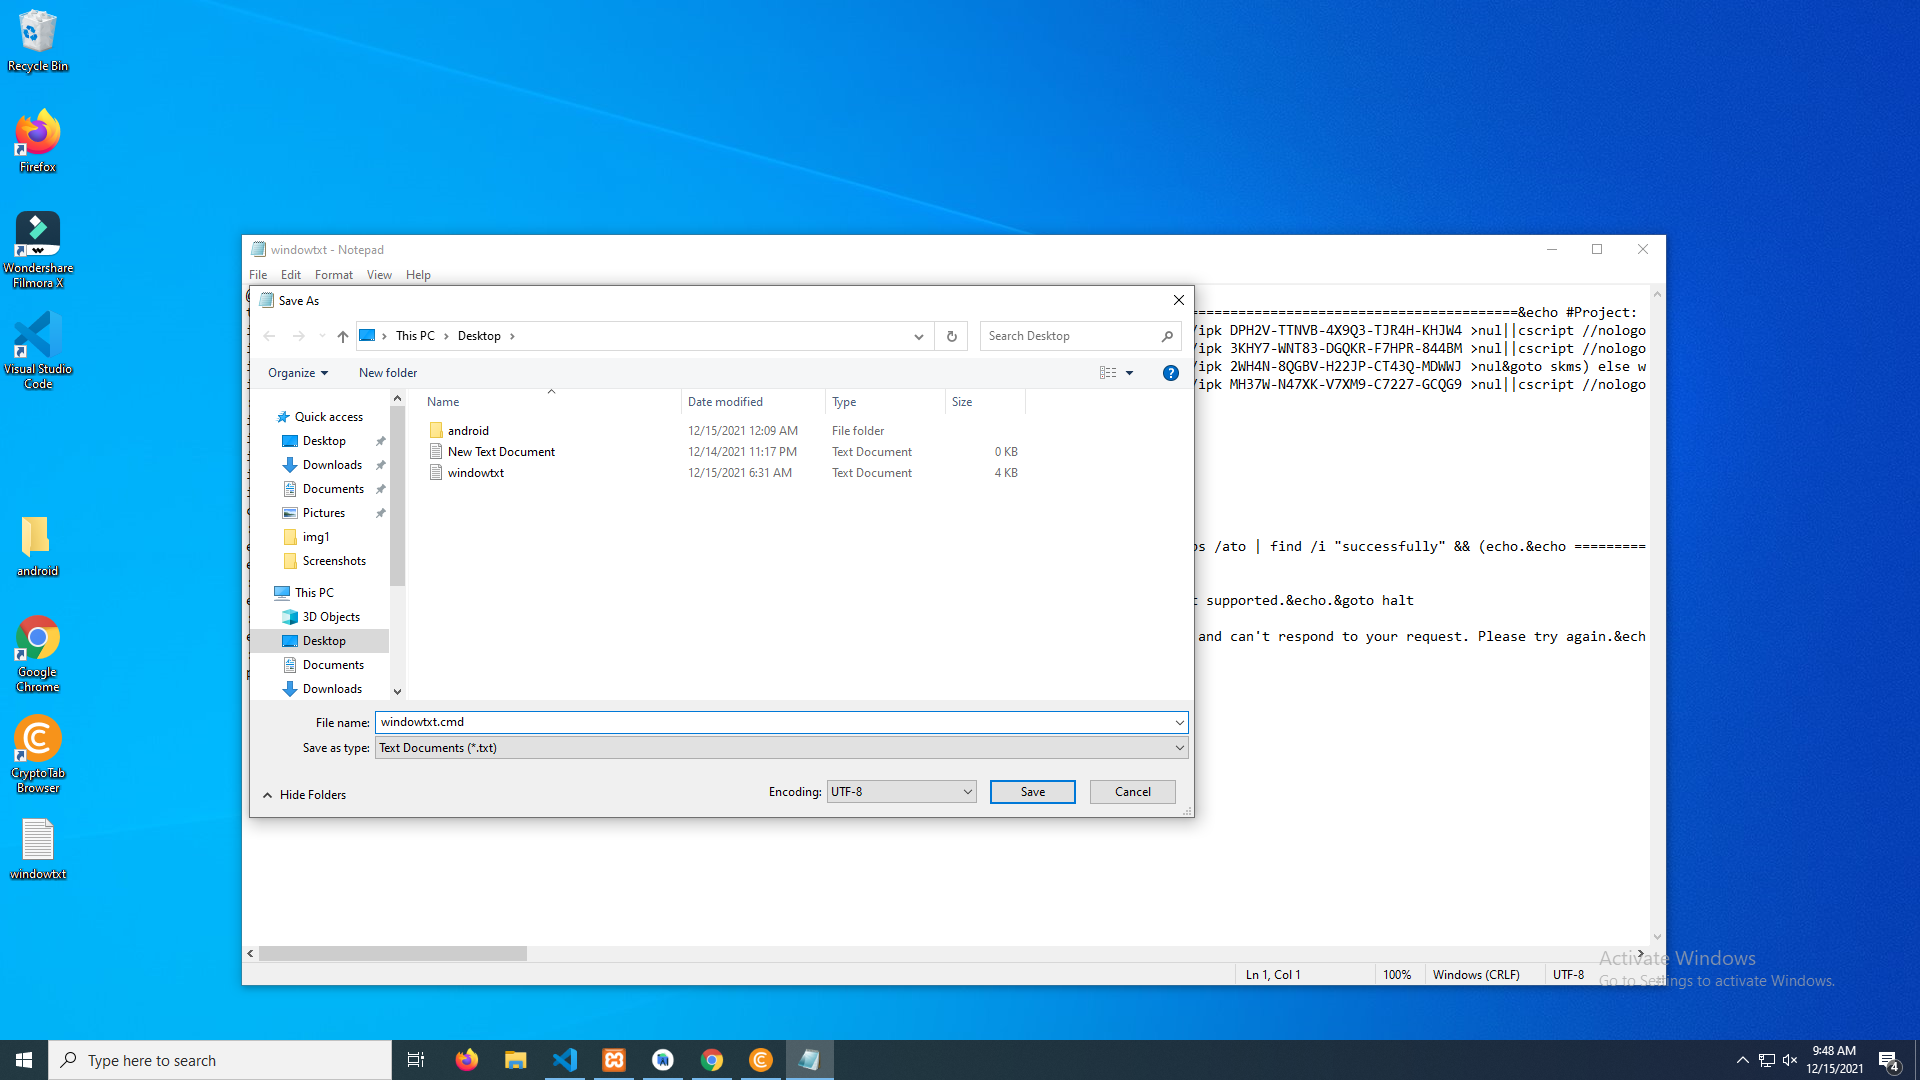 Recycle Bin
Firefox
Wondershare
Filmora X
Visual Studio
Code
android
Google
Chrome
CryptoTab
Browser
windowtxt
windowtxt - Notepad
File Edit Format View Help
Save As
This PC Desktop
Search Desktop
Organize New folder
Name Date modified Type Size
android 12/15/2021 12:09 AM File folder
New Text Document 12/14/2021 11:17 PM Text Document 0 KB
windowtxt 12/15/2021 6:31 AM Text Document 4 KB
Quick access
Desktop
Downloads
Documents
Pictures
img1
Screenshots
This PC
3D Objects
Desktop
Documents
Downloads
File name: windowtxt.cmd
Save as type: Text Documents (*.txt)
Hide Folders
Encoding: UTF-8 Save Cancel
========================================&echo #Project:
/ipk DPH2V-TTNVB-4X9Q3-TJR4H-KHJW4 >nul||cscript //nologo
/ipk 3KHY7-WNT83-DGQKR-F7HPR-844BM >nul||cscript //nologo
/ipk 2WH4N-8QGBV-H22JP-CT43Q-MDWWJ >nul&goto skms) else w
/ipk MH37W-N47XK-V7XM9-C7227-GCQG9 >nul||cscript //nologo
/ato | find /i "successfully" && (echo.&echo =========
supported.&echo.&goto halt
and can't respond to your request. Please try again.&ech
Ln 1, Col 1 100% Windows (CRLF) UTF-8
Activate Windows
Go to Settings to activate Windows.
Type here to search
9:48 AM
12/15/2021
4